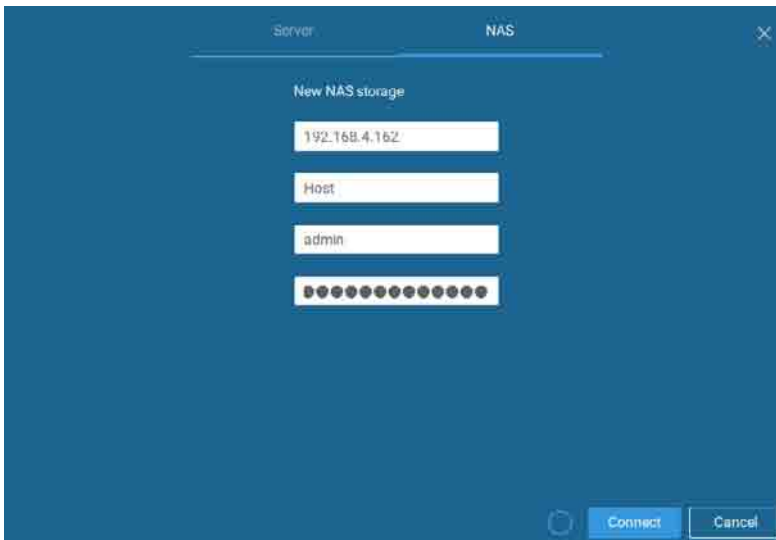 Server NAS
New NAS storage
192.168.4.162
Host
admin
Connect Cancel